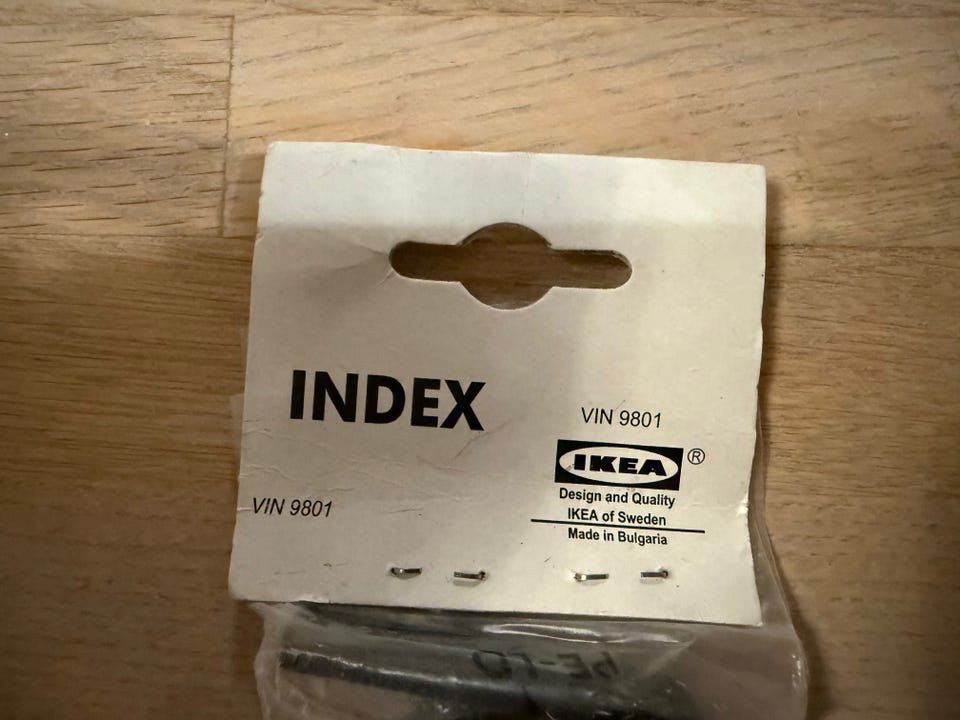 INDEX
VIN 9801
IKEA®
Design and Quality
IKEA of Sweden
Made in Bulgaria
VIN 9801
PE-LD